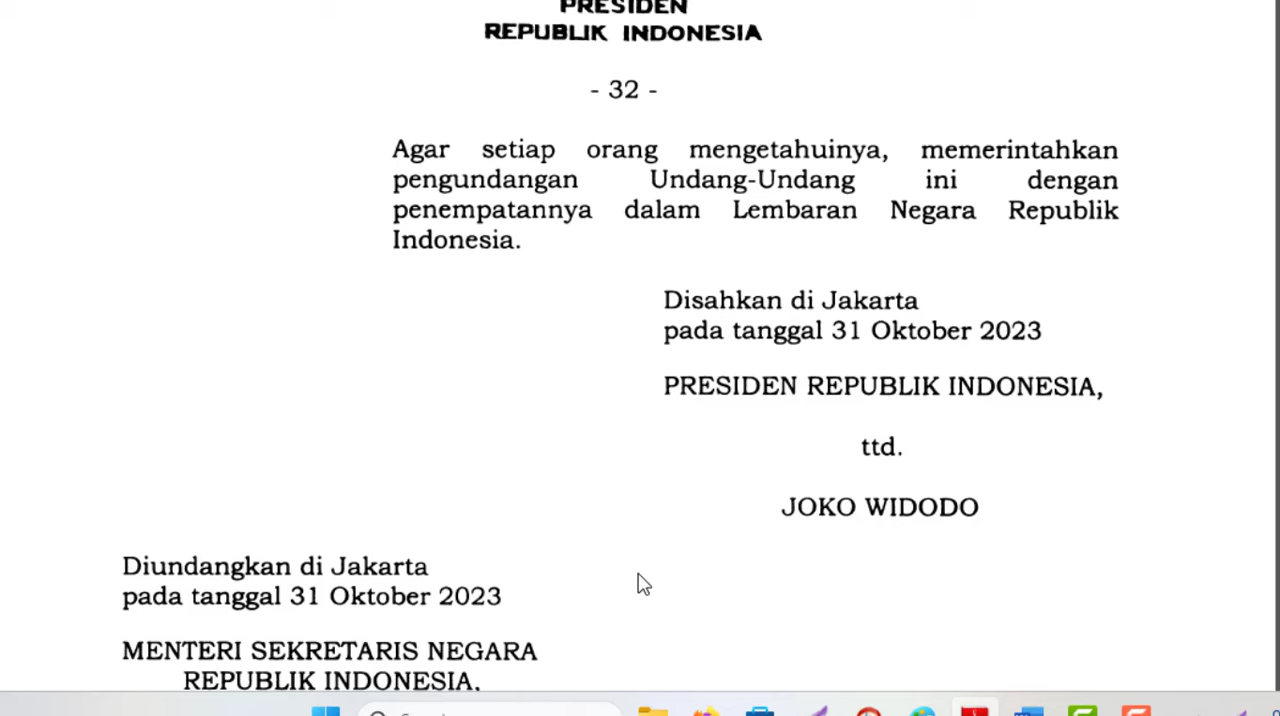 PRESIDEN
REPUBLIK INDONESIA
- 32 -
Agar setiap orang mengetahuinya, memerintahkan
pengundangan Undang-Undang ini dengan
penempatannya dalam Lembaran Negara Republik
Indonesia.
Disahkan di Jakarta
pada tanggal 31 Oktober 2023
PRESIDEN REPUBLIK INDONESIA,
ttd.
JOKO WIDODO
Diundangkan di Jakarta
pada tanggal 31 Oktober 2023
MENTERI SEKRETARIS NEGARA
REPUBLIK INDONESIA,